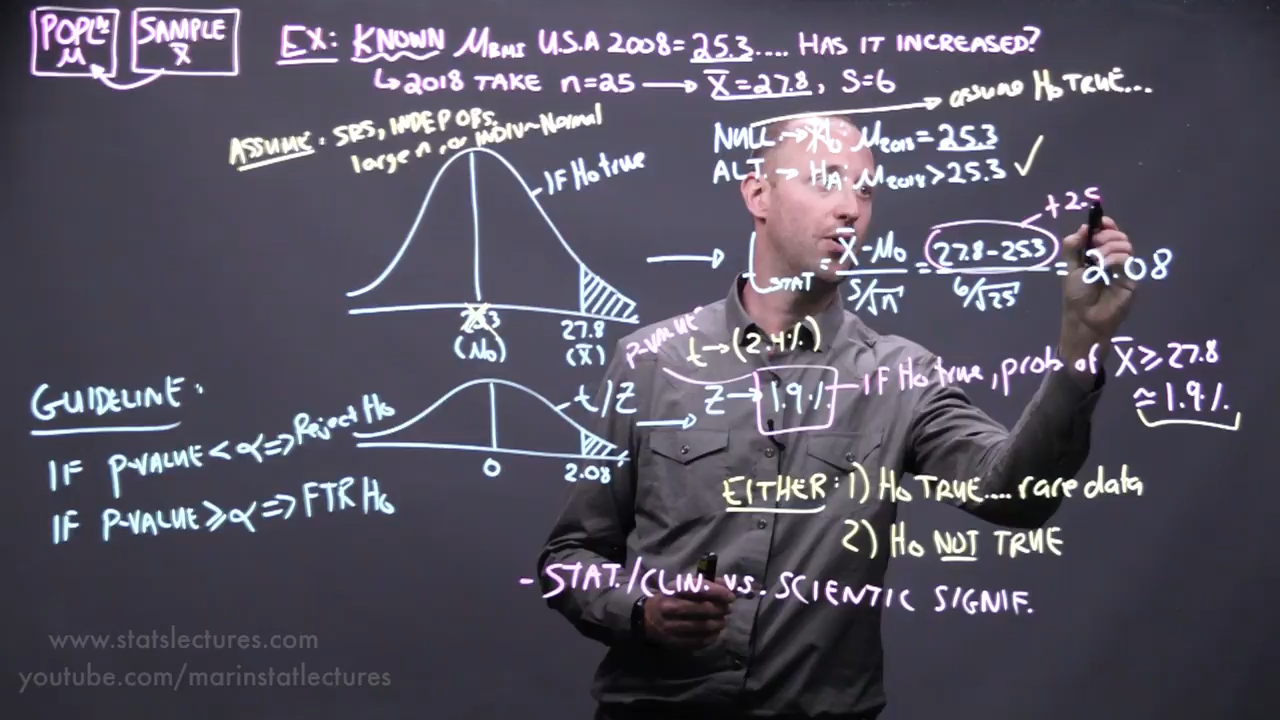 POPLN SAMPLE
μ x̄
EX: KNOWN μBMI U.S.A 2008 = 25.3.... HAS IT INCREASED?
↳ 2018 TAKE n=25 → x̄=27.8, S=6
ASSUME: SRS, INDEP OBS.
large n, or INDIV~Normal
assume H₀ TRUE...
NULL → H₀: μ2018 = 25.3
ALT. → HA: μ2018 > 25.3 ✓
IF H₀ true
25.3
(μ₀)
27.8
(x̄)
tSTAT = x̄-μ₀ / s/√n = 27.8-25.3 / 6/√25 = 2.08
+2.5
P-VALUE
t → (2.4%)
Z → 1.9% — IF H₀ true, prob of x̄ ≥ 27.8
≈ 1.9%.
t/Z
0 2.08
GUIDELINE:
IF P-VALUE < α ⇒ Reject H₀
IF P-VALUE ≥ α ⇒ FTR H₀
EITHER: 1) H₀ TRUE.... rare data
2) H₀ NOT TRUE
- STAT./CLIN. VS. SCIENTIC SIGNIF.
www.statslectures.com
youtube.com/marinstatlectures